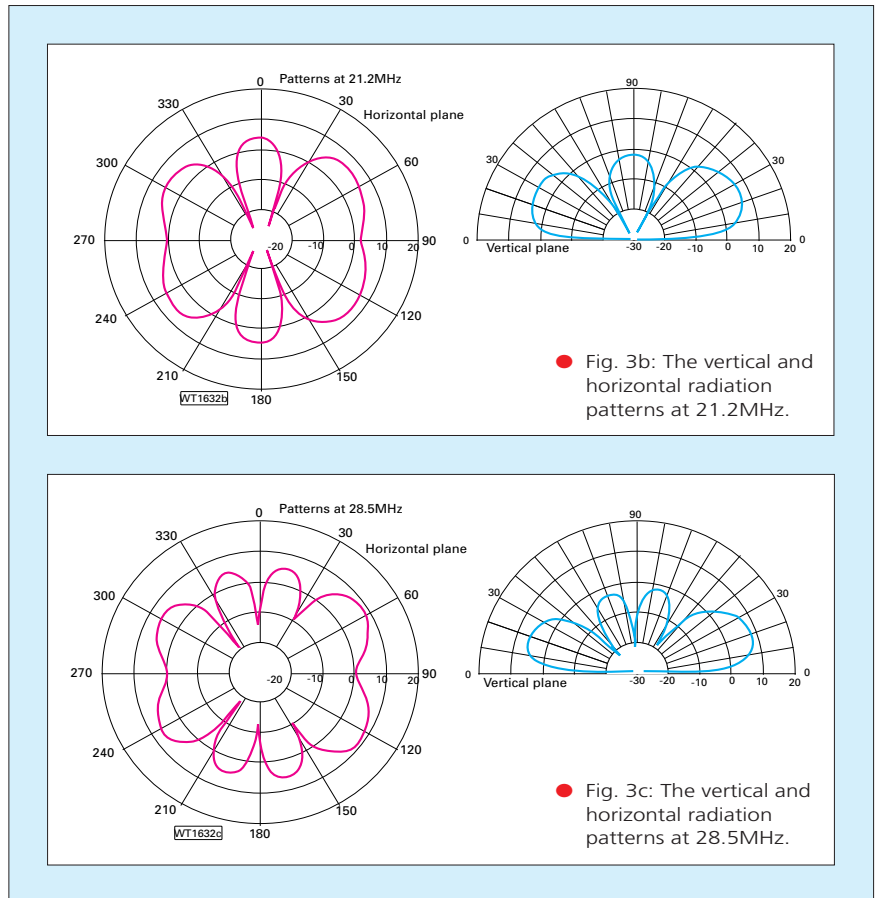 Patterns at 21.2MHz
Horizontal plane
0
30
60
90
120
150
180
210
240
270
300
330
-20 -10 0 10 20
WT1632b
90
30 30
0 0
Vertical plane
-30 -20 -10 0 10 20
Fig. 3b: The vertical and
horizontal radiation
patterns at 21.2MHz.
Patterns at 28.5MHz
Horizontal plane
0
30
60
90
120
150
180
210
240
270
300
330
-20 -10 0 10 20
WT1632c
90
30 30
0 0
Vertical plane
-30 -20 -10 0 10 20
Fig. 3c: The vertical and
horizontal radiation
patterns at 28.5MHz.